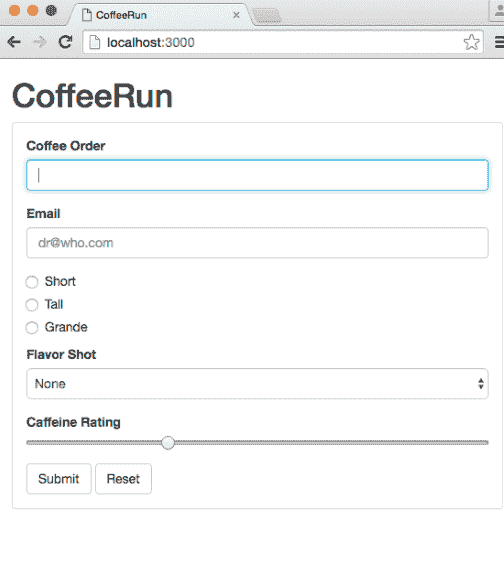 CoffeeRun
localhost:3000
CoffeeRun
Coffee Order
Email
dr@who.com
Short
Tall
Grande
Flavor Shot
None
Caffeine Rating
Submit Reset